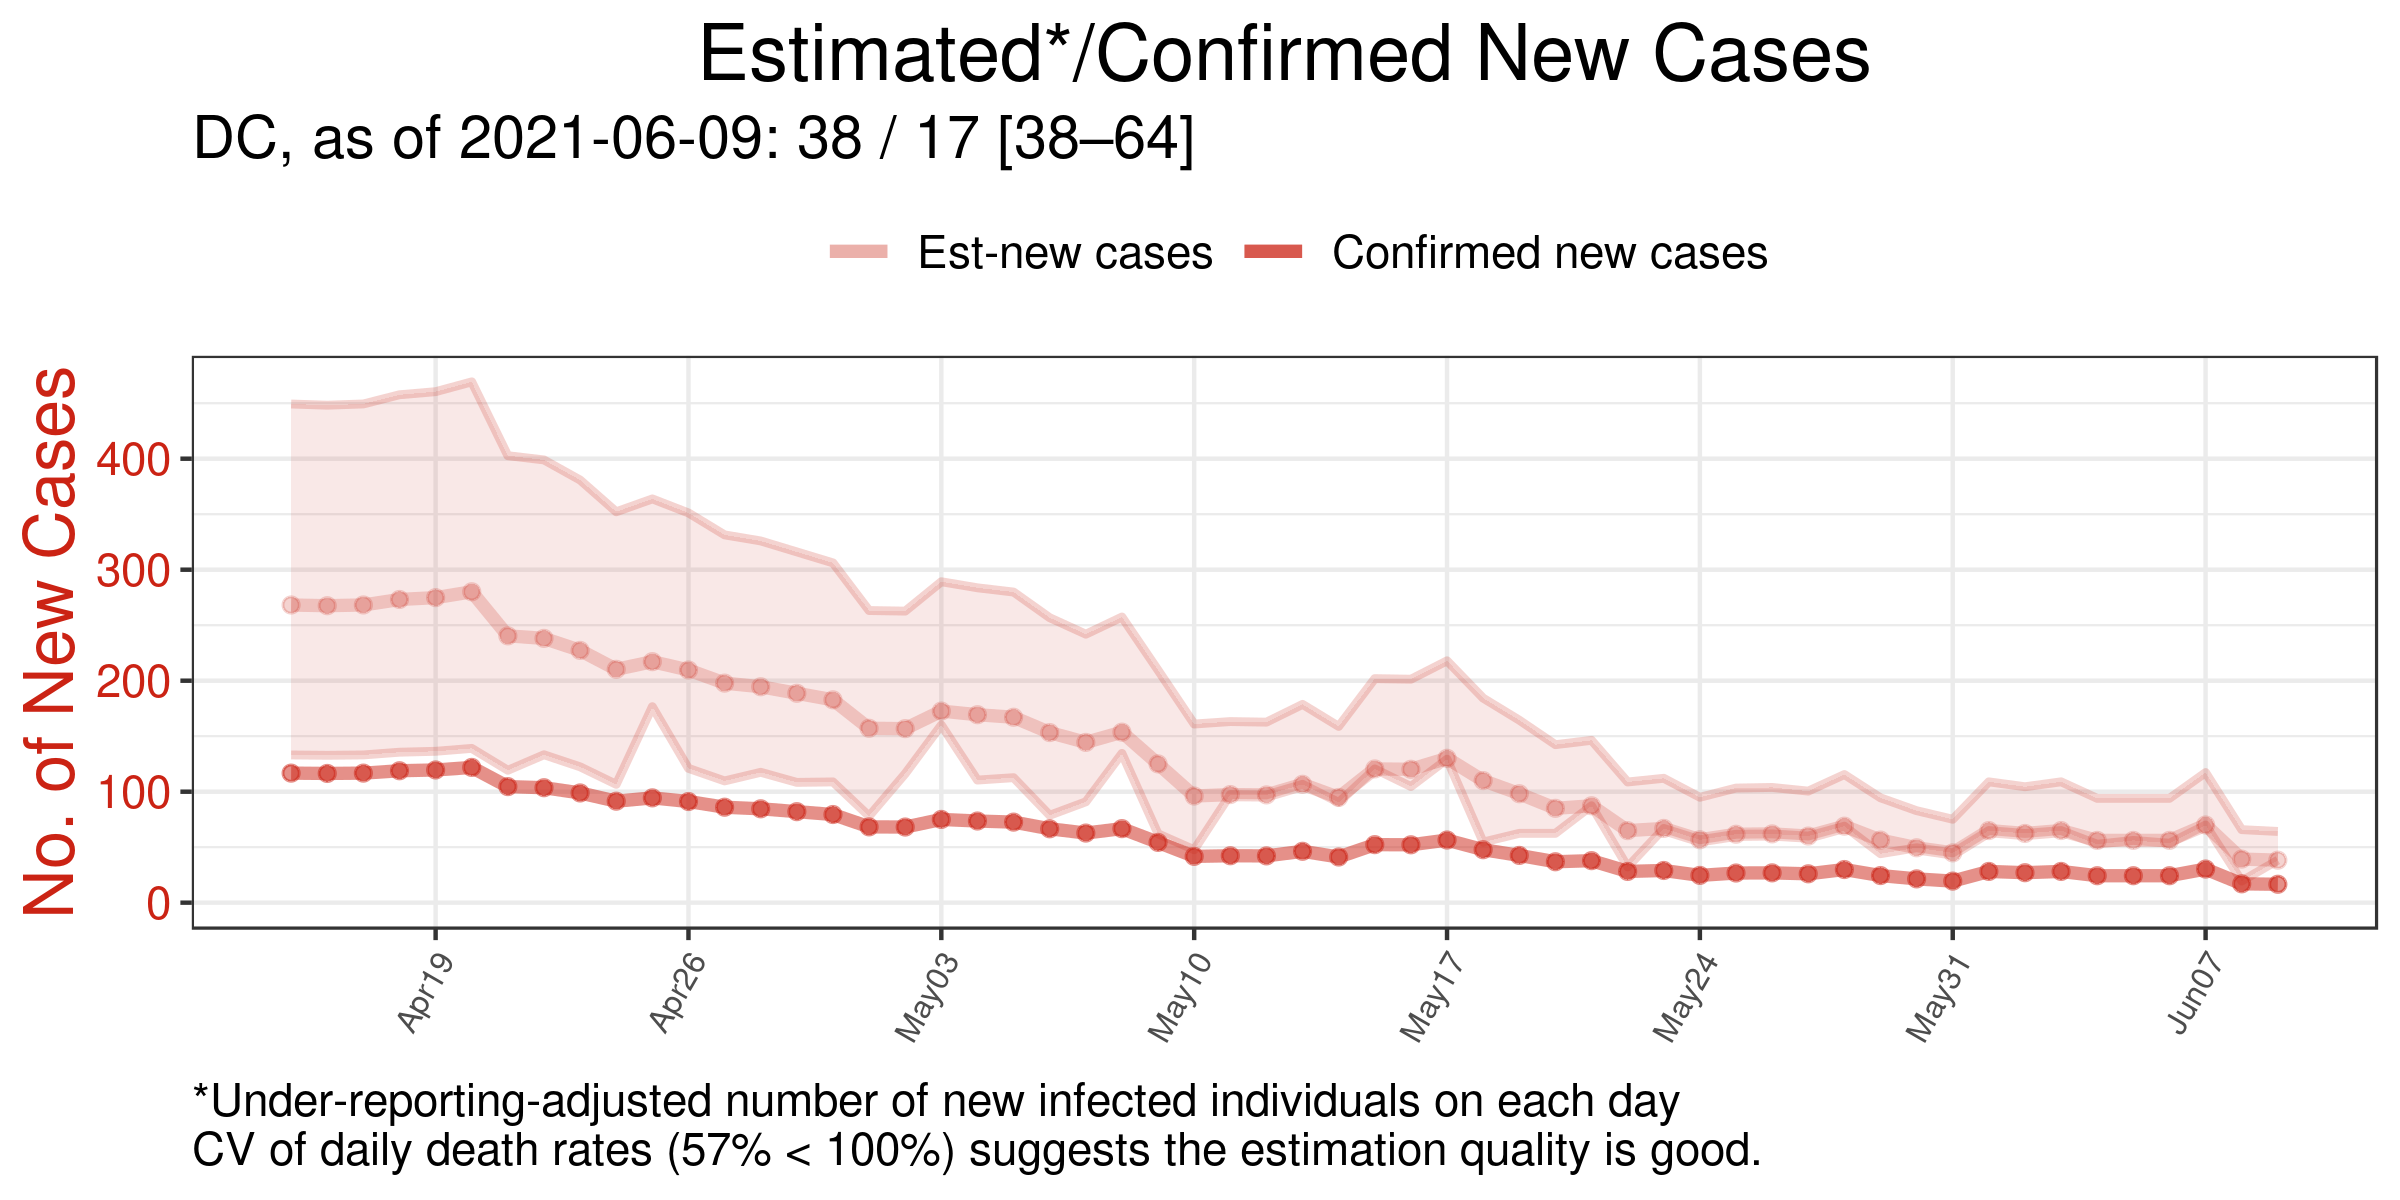 Estimated*/Confirmed New Cases
DC, as of 2021-06-09: 38 / 17 [38–64]
Est-new cases
Confirmed new cases
No. of New Cases
400
300
200
100
0
Apr19
Apr26
May03
May10
May17
May24
May31
Jun07
*Under-reporting-adjusted number of new infected individuals on each day
CV of daily death rates (57% < 100%) suggests the estimation quality is good.